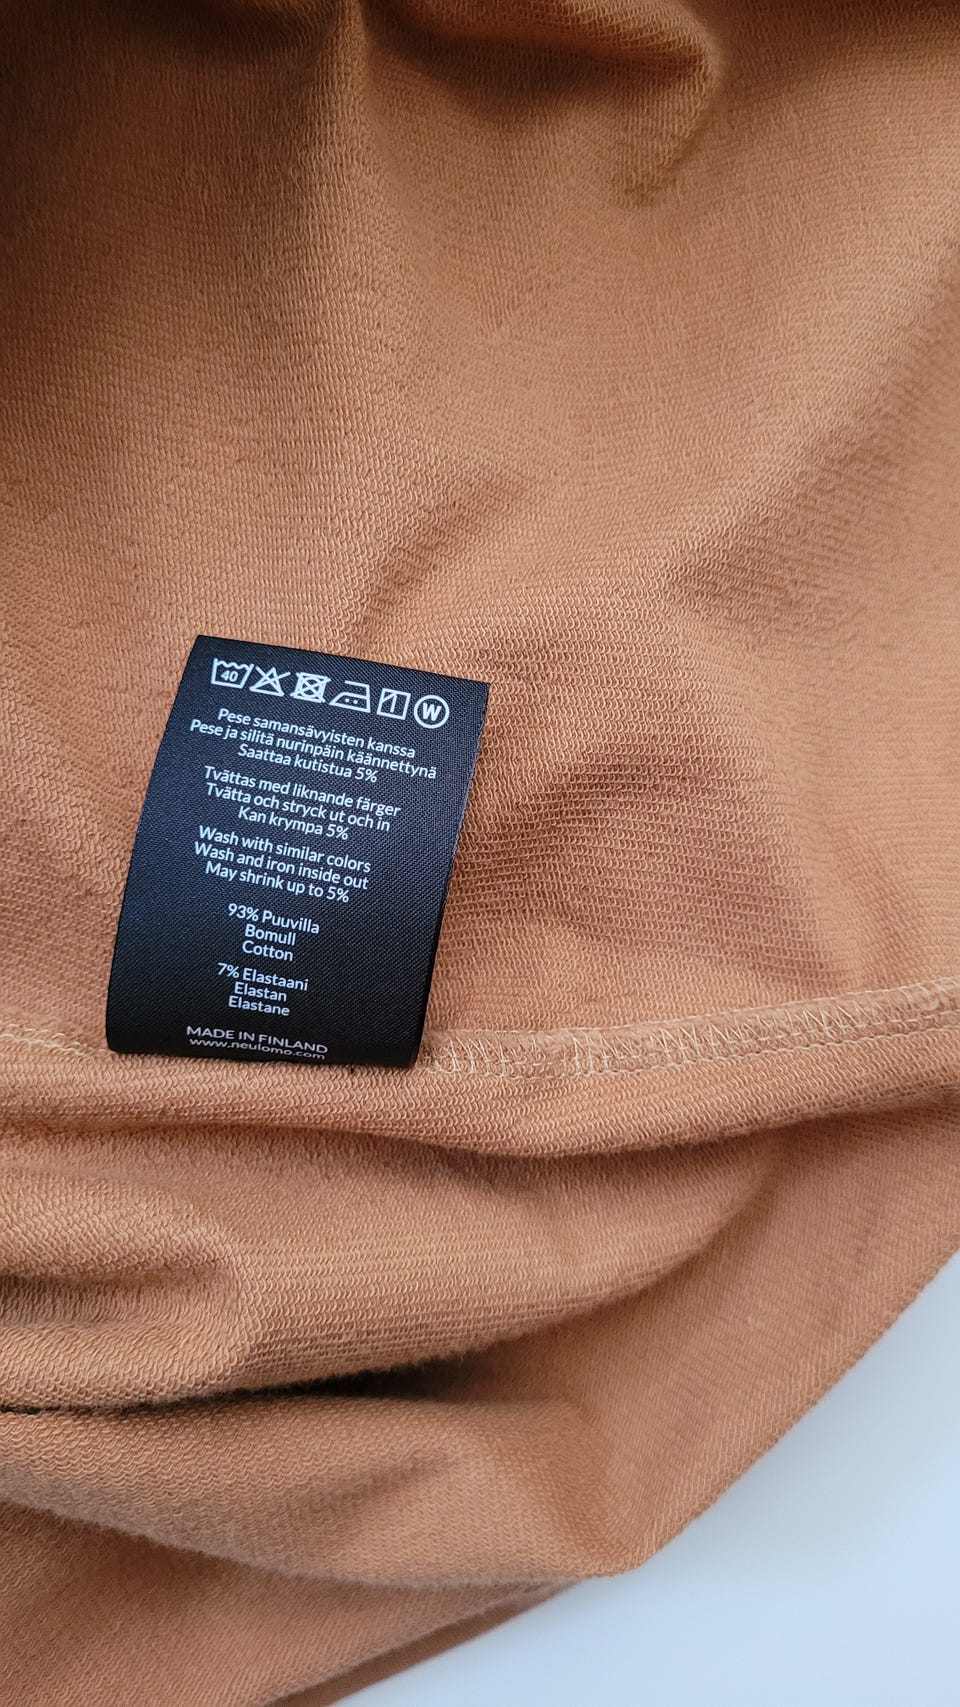 40 W
Pese samansävyisten kanssa
Pese ja silitä nurinpäin käännettynä
Saattaa kutistua 5%
Tvättas med liknande färger
Tvätta och stryck ut och in
Kan krympa 5%
Wash with similar colors
Wash and iron inside out
May shrink up to 5%
93% Puuvilla
Bomull
Cotton
7% Elastaani
Elastan
Elastane
MADE IN FINLAND
www.neulomo.com